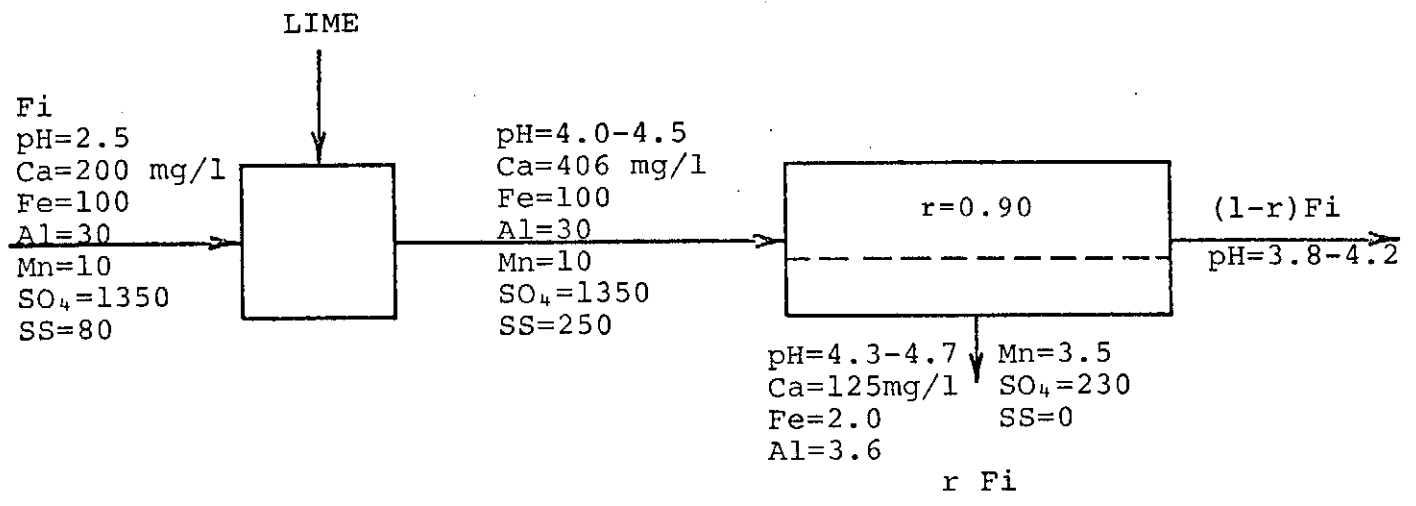 LIME
Fi
pH=2.5
Ca=200 mg/l
Fe=100
Al=30
Mn=10
SO₄=1350
SS=80
pH=4.0-4.5
Ca=406 mg/l
Fe=100
Al=30
Mn=10
SO₄=1350
SS=250
r=0.90
(1-r)Fi
pH=3.8-4.2
pH=4.3-4.7
Ca=125mg/l
Fe=2.0
Al=3.6
Mn=3.5
SO₄=230
SS=0
r Fi